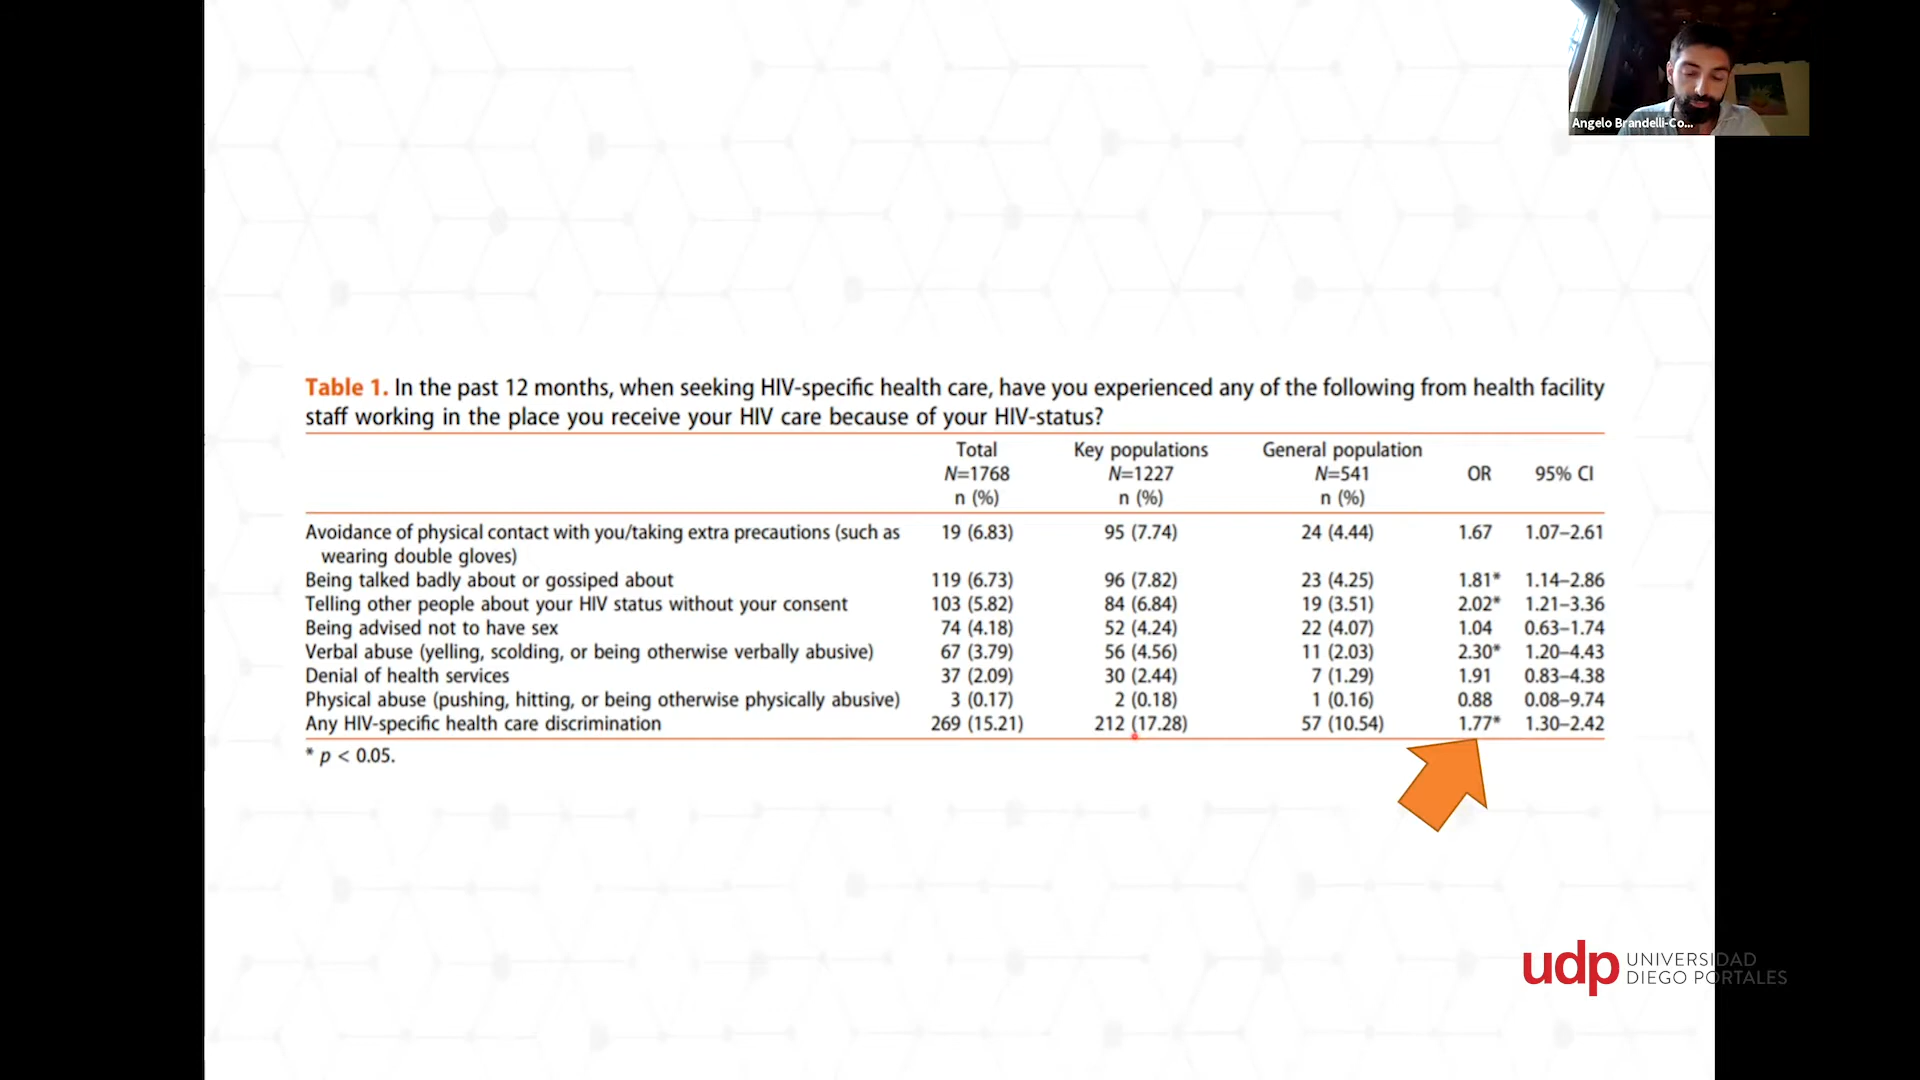 Angelo Brandelli-Co...
Table 1. In the past 12 months, when seeking HIV-specific health care, have you experienced any of the following from health facility
staff working in the place you receive your HIV care because of your HIV-status?
Total Key populations General population
N=1768 N=1227 N=541 OR 95% CI
n (%) n (%) n (%)
Avoidance of physical contact with you/taking extra precautions (such as 19 (6.83) 95 (7.74) 24 (4.44) 1.67 1.07–2.61
wearing double gloves)
Being talked badly about or gossiped about 119 (6.73) 96 (7.82) 23 (4.25) 1.81* 1.14–2.86
Telling other people about your HIV status without your consent 103 (5.82) 84 (6.84) 19 (3.51) 2.02* 1.21–3.36
Being advised not to have sex 74 (4.18) 52 (4.24) 22 (4.07) 1.04 0.63–1.74
Verbal abuse (yelling, scolding, or being otherwise verbally abusive) 67 (3.79) 56 (4.56) 11 (2.03) 2.30* 1.20–4.43
Denial of health services 37 (2.09) 30 (2.44) 7 (1.29) 1.91 0.83–4.38
Physical abuse (pushing, hitting, or being otherwise physically abusive) 3 (0.17) 2 (0.18) 1 (0.16) 0.88 0.08–9.74
Any HIV-specific health care discrimination 269 (15.21) 212 (17.28) 57 (10.54) 1.77* 1.30–2.42
* p < 0.05.
udp UNIVERSIDAD
DIEGO PORTALES